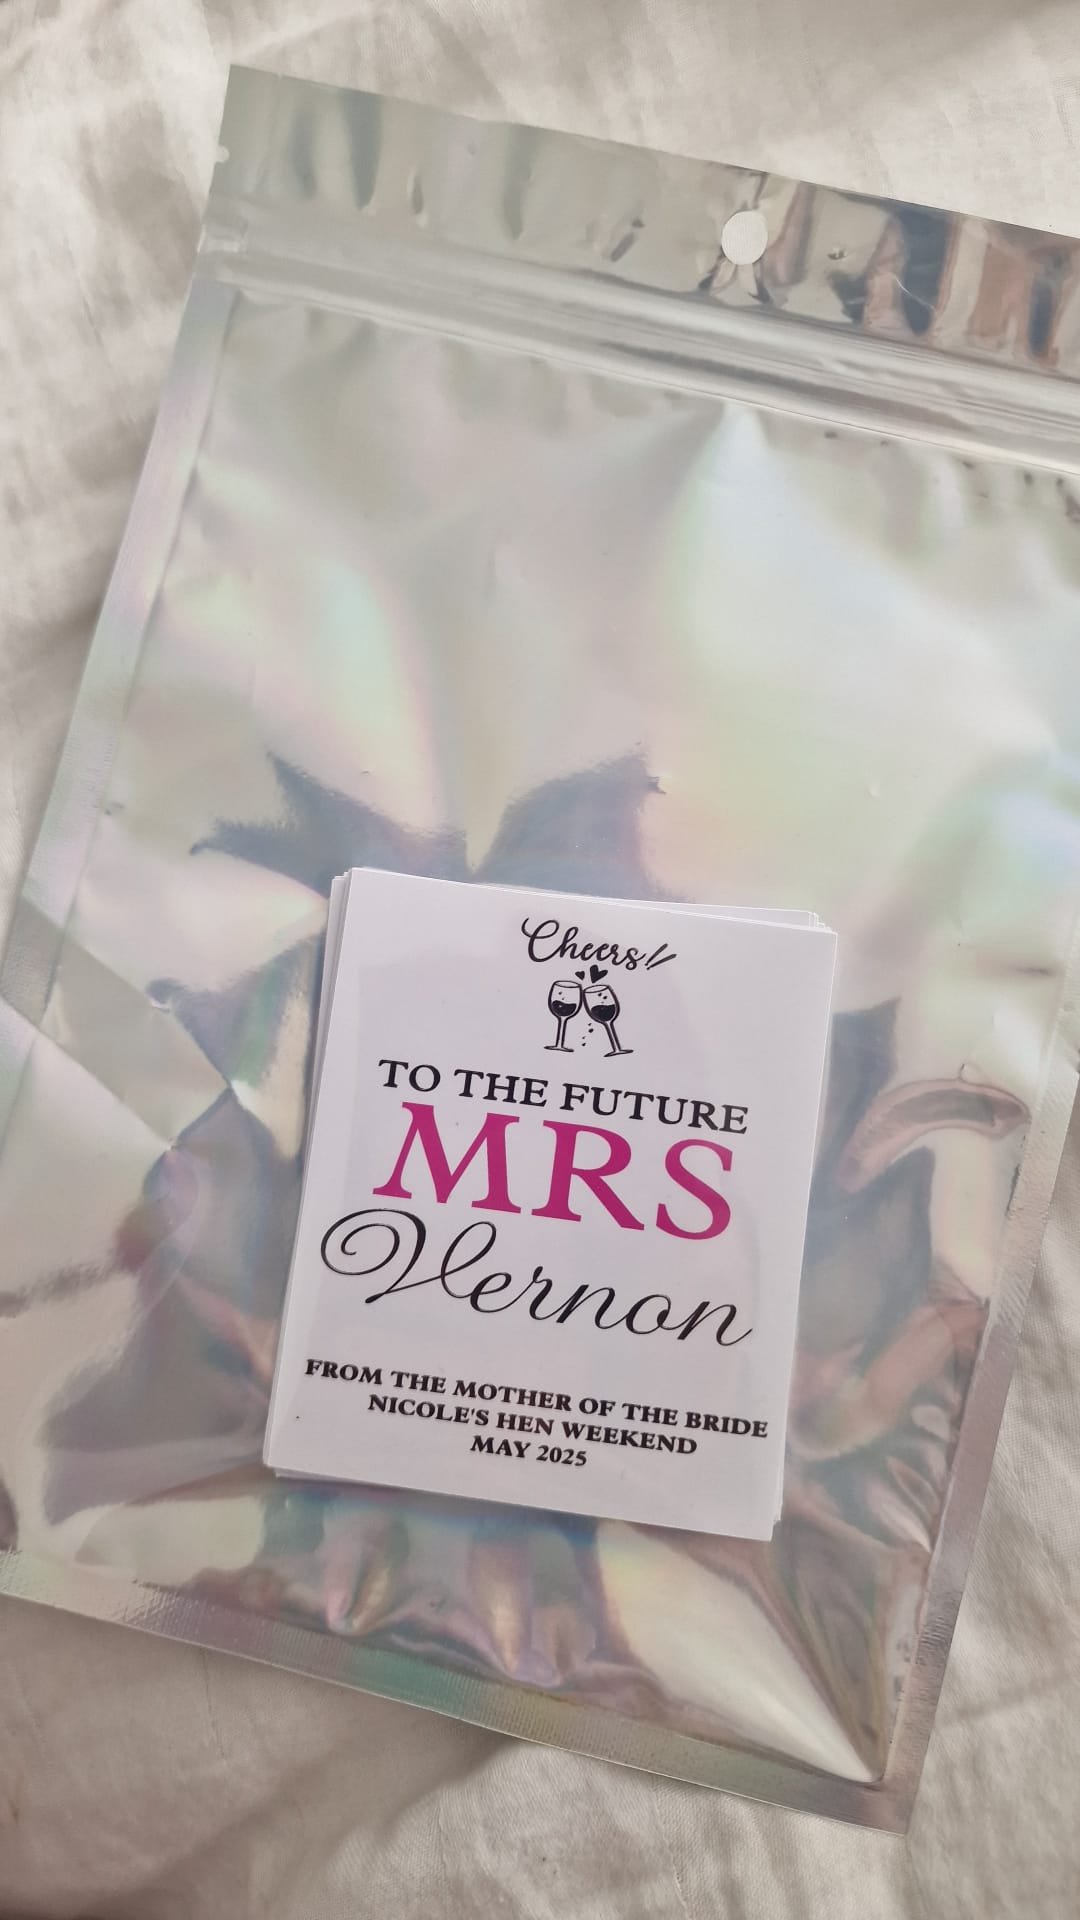 Cheers!!
TO THE FUTURE
MRS
Vernon
FROM THE MOTHER OF THE BRIDE
NICOLE'S HEN WEEKEND
MAY 2025